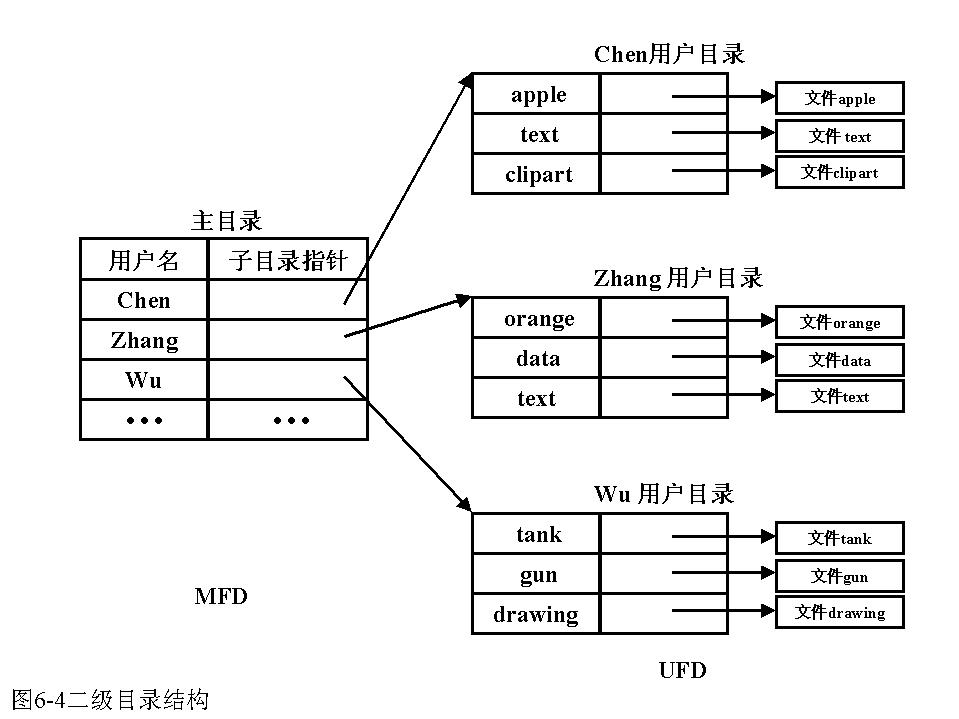 Chen用户目录
apple
文件apple
text
文件 text
clipart
文件clipart
主目录
用户名 子目录指针
Chen
Zhang
Wu
••• •••
Zhang 用户目录
orange
文件orange
data
文件data
text
文件text
Wu 用户目录
tank
文件tank
gun
文件gun
drawing
文件drawing
MFD
UFD
图6-4二级目录结构